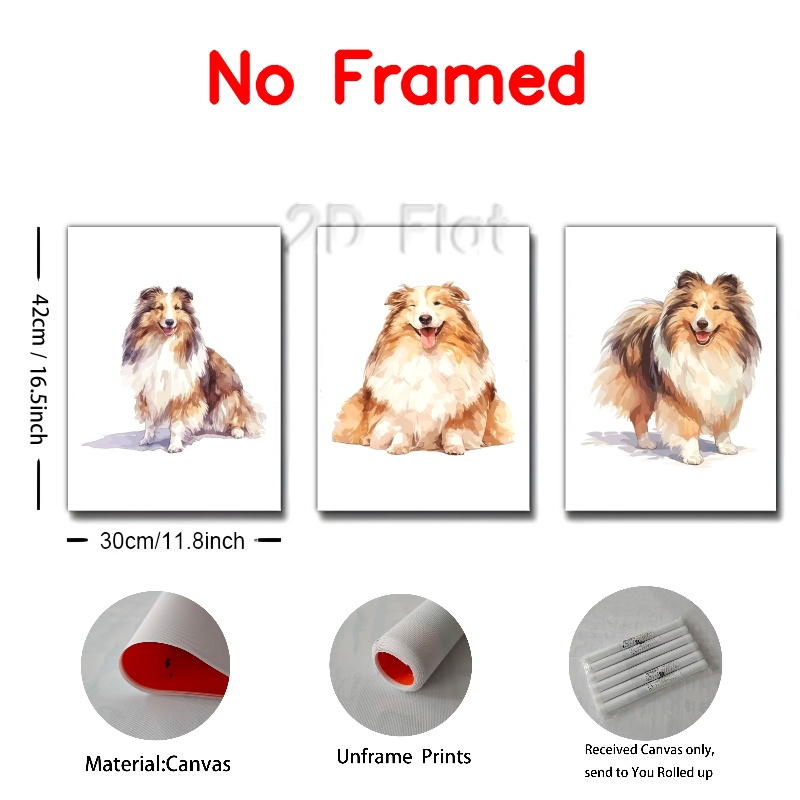 No Framed
2D Flat
42cm / 16.5inch
30cm/11.8inch
Material:Canvas
Unframe Prints
Received Canvas only,
send to You Rolled up